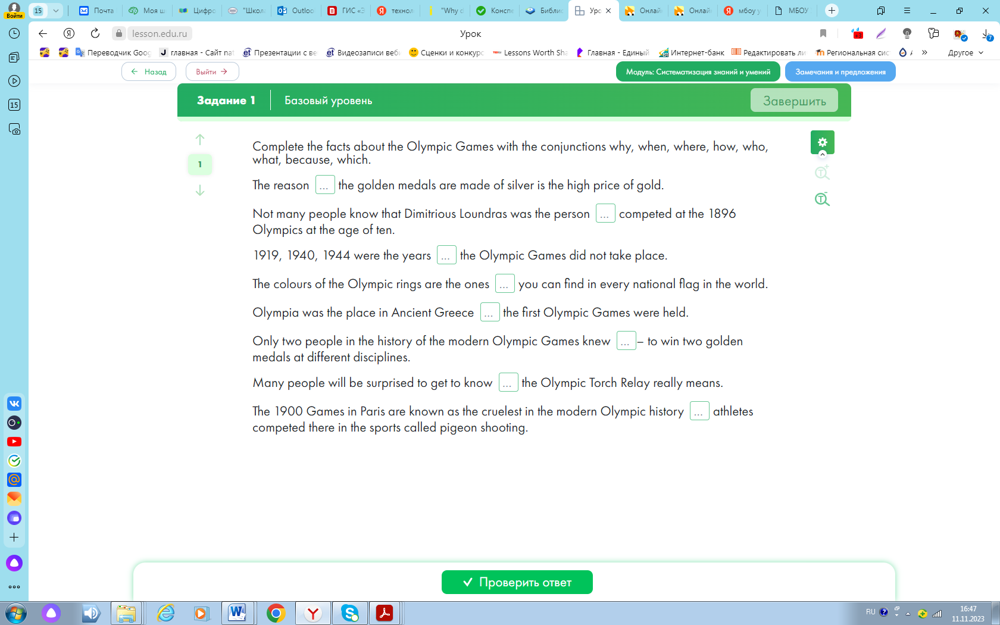 Войти
15
Почта
Моя ш
Цифро
"Школ
Outloo
ГИС «Э
технол
"Why d
Конспе
Библис
Урс
Онлай
Онлай
мбоу у
МБОУ
lesson.edu.ru
Урок
+3
7
Переводчик Goog
главная - Сайт nat
Презентации с ве
Видеозаписи веб
Сценки и конкурс
Lessons Worth Sha
Главная - Единый
Интернет-банк
Редактировать ли
Региональная сис
»
Другое
15
← Назад
Выйти →
Модуль: Систематизация знаний и умений
Замечания и предложения
Задание 1
Базовый уровень
Завершить
1
Complete the facts about the Olympic Games with the conjunctions why, when, where, how, who,
what, because, which.
The reason ... the golden medals are made of silver is the high price of gold.
Not many people know that Dimitrious Loundras was the person ... competed at the 1896
Olympics at the age of ten.
1919, 1940, 1944 were the years ... the Olympic Games did not take place.
The colours of the Olympic rings are the ones ... you can find in every national flag in the world.
Olympia was the place in Ancient Greece ... the first Olympic Games were held.
Only two people in the history of the modern Olympic Games knew ... – to win two golden
medals at different disciplines.
Many people will be surprised to get to know ... the Olympic Torch Relay really means.
The 1900 Games in Paris are known as the cruelest in the modern Olympic history ... athletes
competed there in the sports called pigeon shooting.
Проверить ответ
RU
16:47
11.11.2023